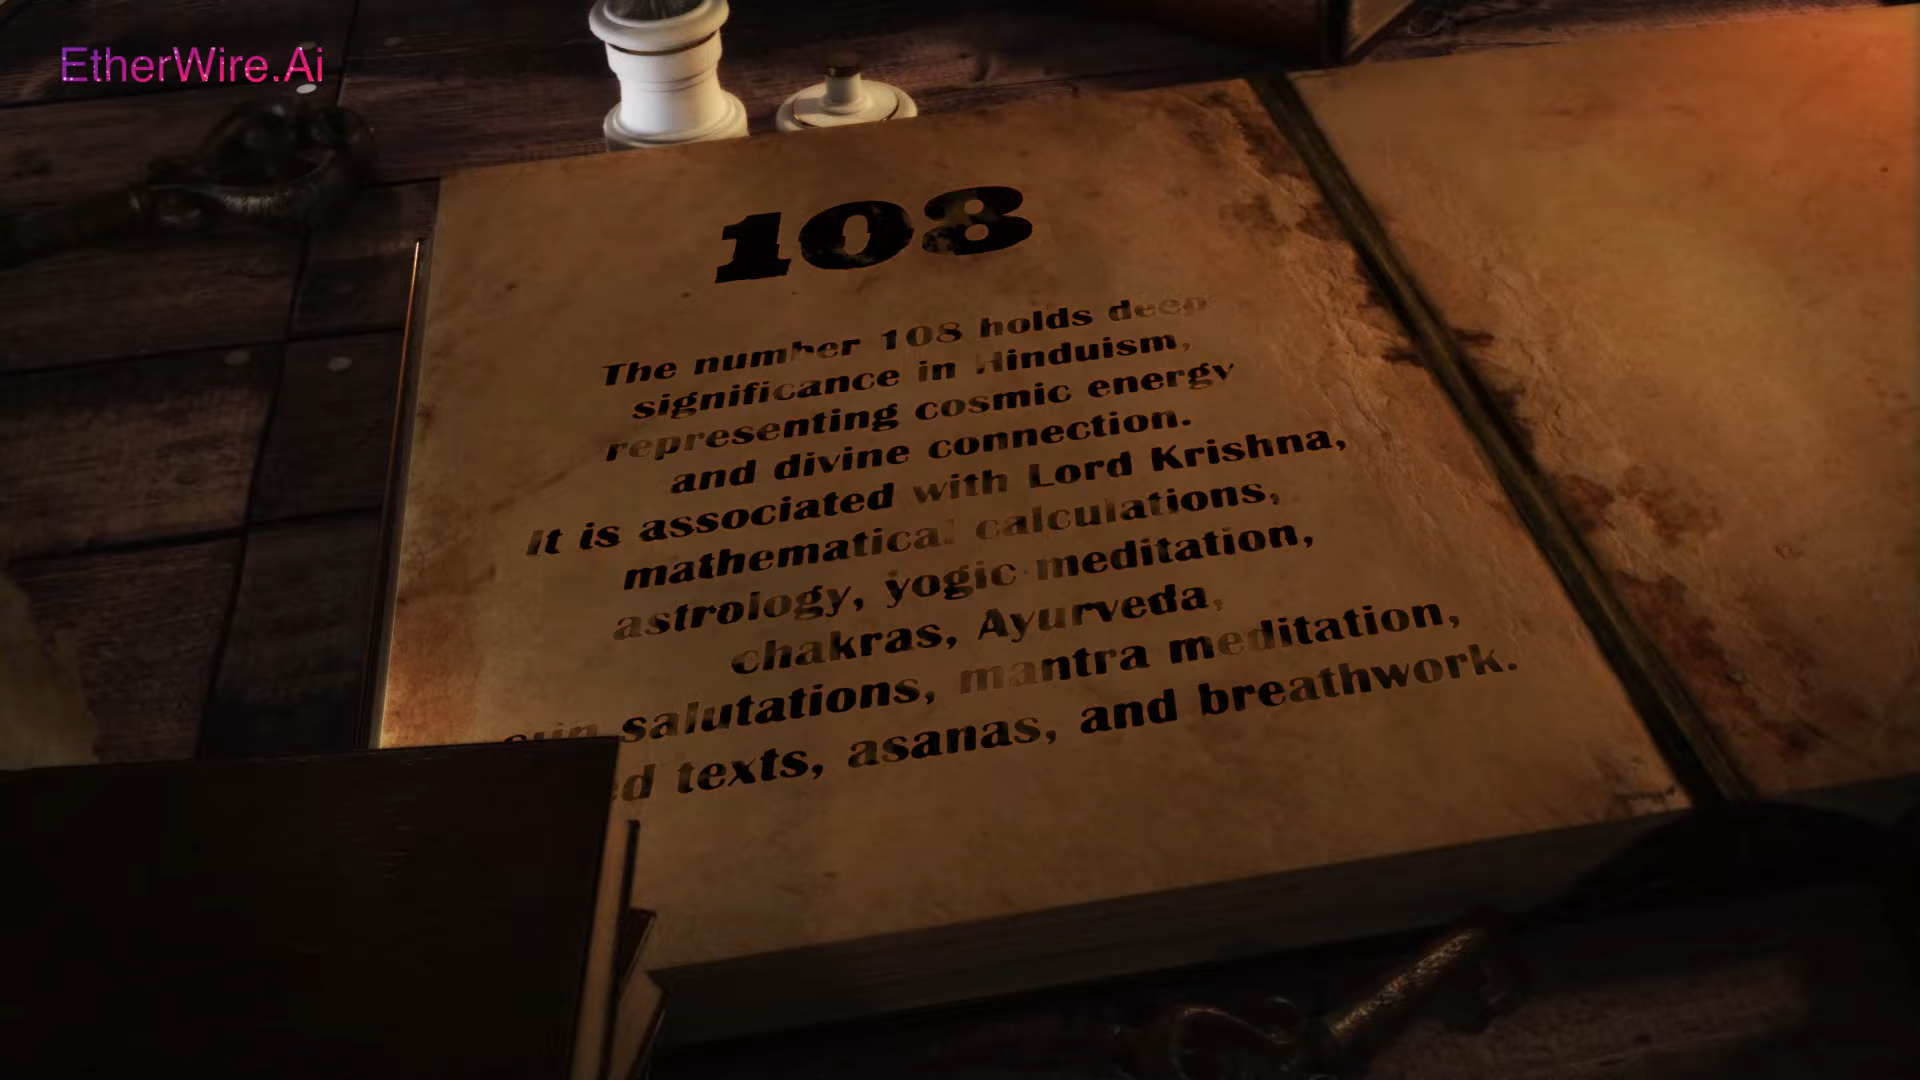 EtherWire.Ai
108
The number 108 holds deep
significance in Hinduism,
representing cosmic energy
and divine connection.
It is associated with Lord Krishna,
mathematical calculations,
astrology, yogic meditation,
chakras, Ayurveda,
sun salutations, mantra meditation,
texts, asanas, and breathwork.